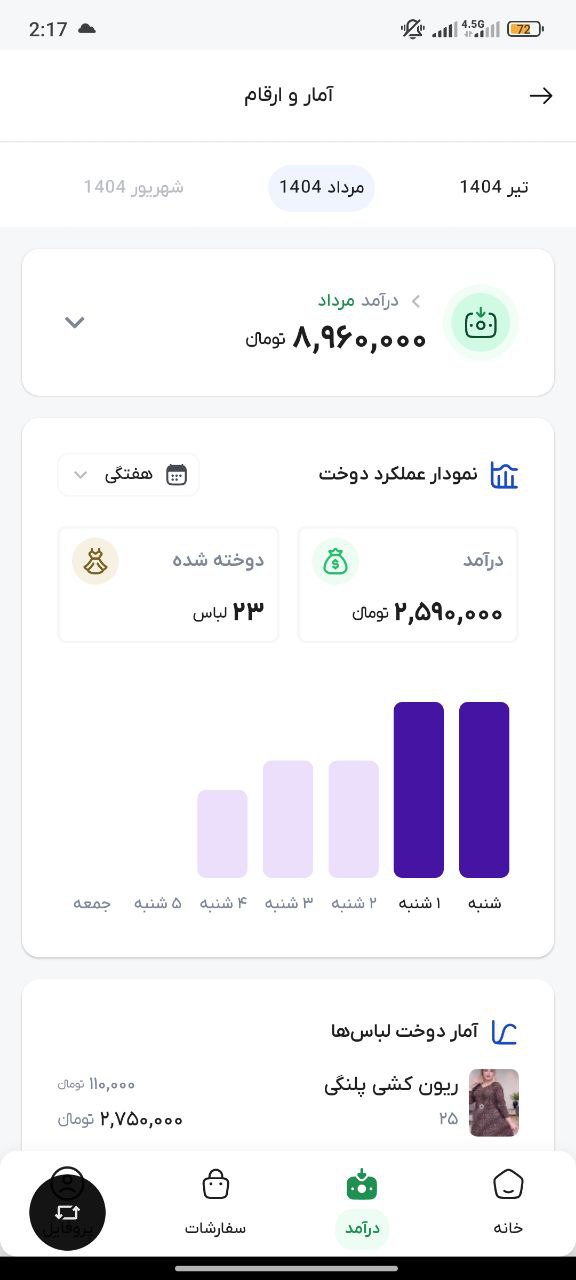 2:17
4.5G
72
آمار و ارقام
تیر 1404
مرداد 1404
شهریور 1404
درآمد مرداد
۸,۹۶۰,۰۰۰ تومان
نمودار عملکرد دوخت
هفتگی
درآمد
۲,۵۹۰,۰۰۰ تومان
دوخته شده
۲۳ لباس
شنبه
۱ شنبه
۲ شنبه
۳ شنبه
۴ شنبه
۵ شنبه
جمعه
آمار دوخت لباس‌ها
ریون کشی پلنگی
۱۱۰,۰۰۰ تومان
۲۵
۲,۷۵۰,۰۰۰ تومان
خانه
درآمد
سفارشات
پروفایل